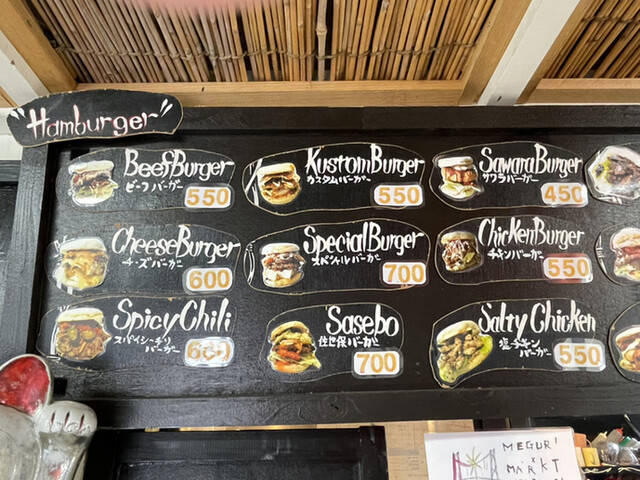 "Hamburger"
BeefBurger
ビーフバーガー
550
KustomBurger
カスタムバーガー
550
SawaraBurger
サワラバーガー
450
CheeseBurger
チーズバーガー
600
SpecialBurger
スペシャルバーガー
700
ChickenBurger
チキンバーガー
550
SpicyChili
スパイシーチリ
バーガー
Sasebo
佐世保バーガー
700
Salty Chicken
塩チキン
バーガー
550
MEGURI
×
MARKT